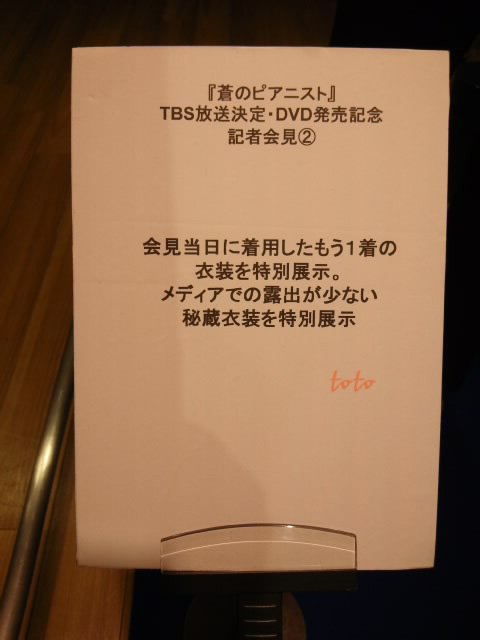 『蒼のピアニスト』
TBS放送決定・DVD発売記念
記者会見②
会見当日に着用したもう１着の
衣装を特別展示。
メディアでの露出が少ない
秘蔵衣装を特別展示
toto